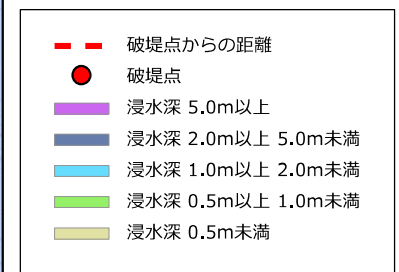 破堤点からの距離
破堤点
浸水深 5.0m以上
浸水深 2.0m以上 5.0m未満
浸水深 1.0m以上 2.0m未満
浸水深 0.5m以上 1.0m未満
浸水深 0.5m未満